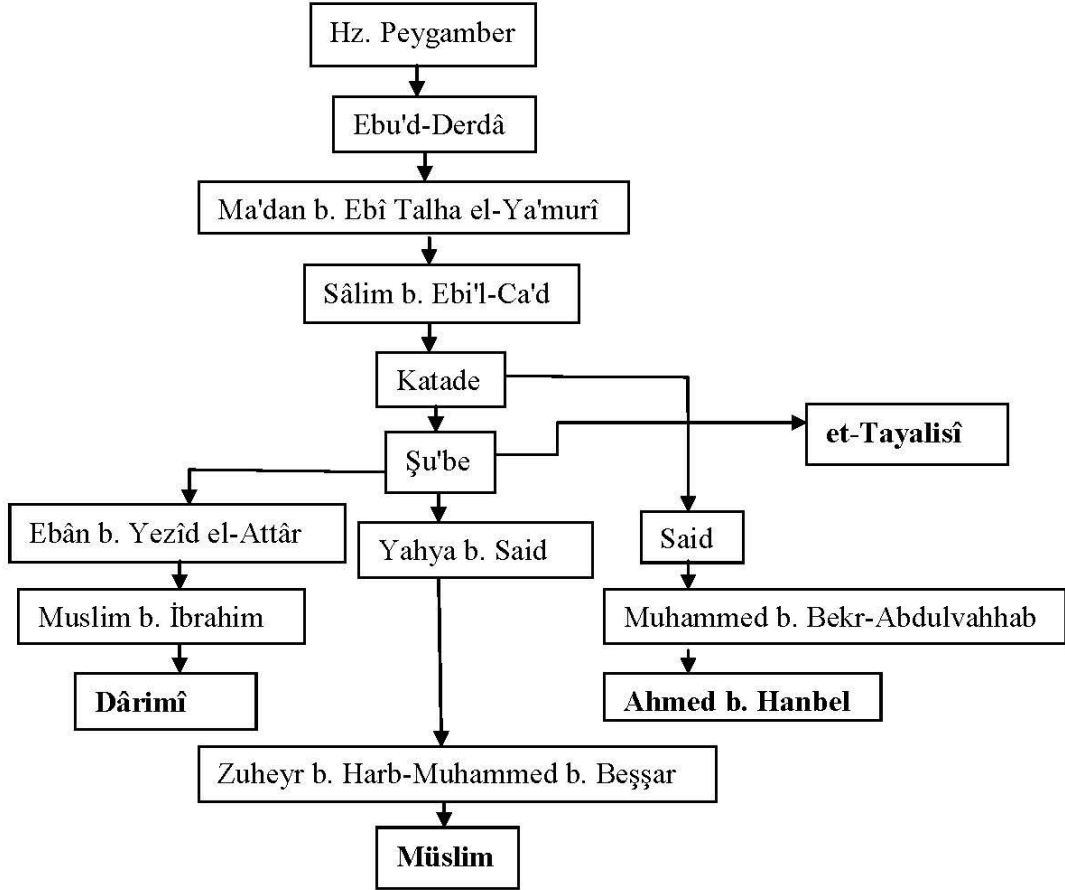 Hz. Peygamber
Ebu'd-Derdâ
Ma'dan b. Ebî Talha el-Ya'murî
Sâlim b. Ebi'l-Ca'd
Katade
et-Tayalisî
Şu'be
Ebân b. Yezîd el-Attâr
Yahya b. Said
Said
Muslim b. İbrahim
Muhammed b. Bekr-Abdulvahhab
Dârimî
Ahmed b. Hanbel
Zuheyr b. Harb-Muhammed b. Beşşar
Müslim